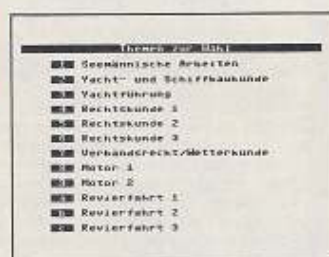 Themen zur Wahl
Seemännische Arbeiten
Yacht- und Schiffbaukunde
Yachtführung
Rechtskunde 1
Rechtskunde 2
Rechtskunde 3
Verbandsrecht/Wetterkunde
Motor 1
Motor 2
Revierfahrt 1
Revierfahrt 2
Revierfahrt 3